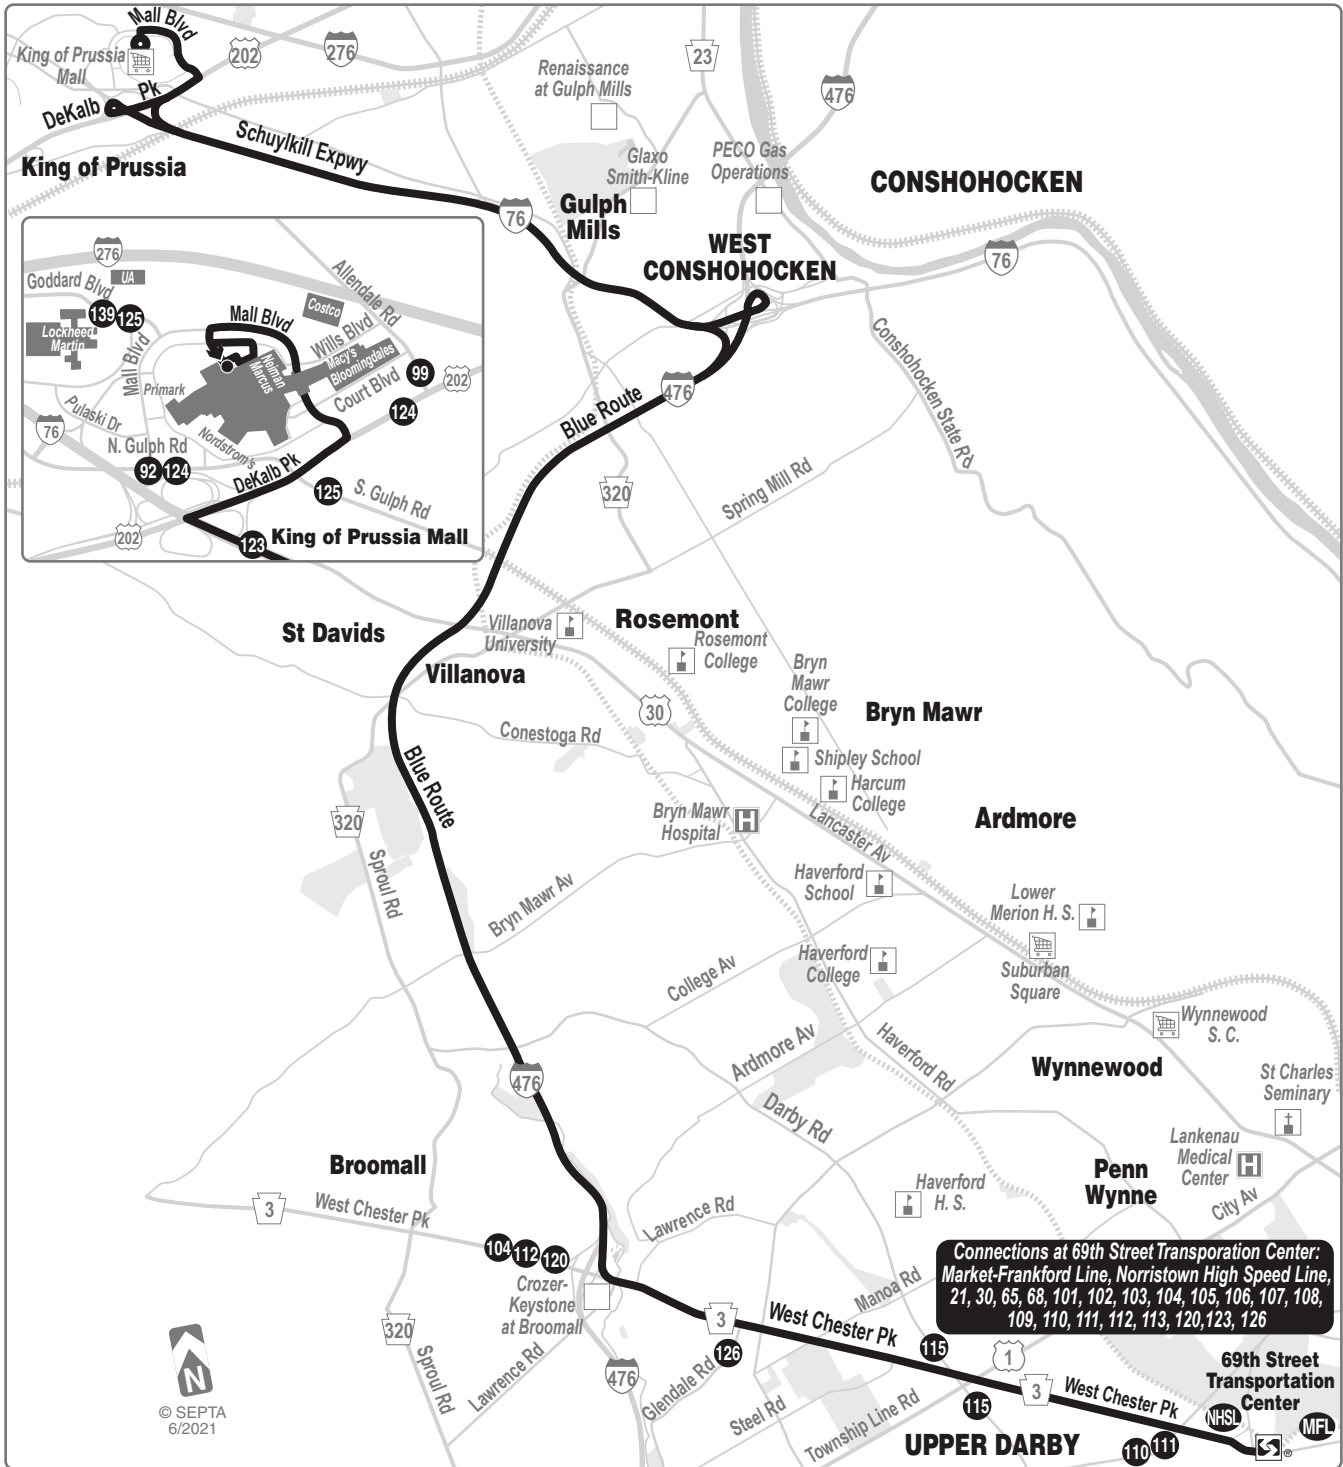 Mall Blvd
202
276
King of Prussia
Mall
DeKalb
Pk
Schuylkill Expwy
King of Prussia
76
Renaissance
at Gulph Mills
23
476
Glaxo
Smith-Kline
PECO Gas
Operations
CONSHOHOCKEN
Gulph
Mills
WEST
CONSHOHOCKEN
76
276
Goddard Blvd
UA
139
125
Lockheed
Martin
Mall Blvd
Mall Blvd
Costco
Allendale Rd
Wills Blvd
Neiman
Marcus
Macy's
Bloomingdales
Court Blvd
99
202
124
Primark
Pulaski Dr
76
N. Gulph Rd
Nordstrom's
92
124
DeKalb Pk
125
S. Gulph Rd
202
123
King of Prussia Mall
476
Blue Route
Conshohocken State Rd
320
Spring Mill Rd
St Davids
Villanova
University
Rosemont
Rosemont
College
Villanova
Bryn
Mawr
College
30
Bryn Mawr
Conestoga Rd
Shipley School
Harcum
College
Blue Route
320
Sproul Rd
Bryn Mawr
Hospital
H
Lancaster Av
Ardmore
Haverford
School
Lower
Merion H. S.
Bryn Mawr Av
Haverford
College
Suburban
Square
College Av
Wynnewood
S. C.
Ardmore Av
Haverford Rd
Wynnewood
476
St Charles
Seminary
Darby Rd
Lankenau
Medical
Center
H
Broomall
Penn
Wynne
City Av
Haverford
H. S.
3
West Chester Pk
Lawrence Rd
104
112
120
Crozer-
Keystone
at Broomall
Manoa Rd
Connections at 69th Street Transporation Center:
Market-Frankford Line, Norristown High Speed Line,
21, 30, 65, 68, 101, 102, 103, 104, 105, 106, 107, 108,
109, 110, 111, 112, 113, 120,123, 126
3
West Chester Pk
115
1
126
320
Sproul Rd
Lawrence Rd
476
Glendale Rd
Steel Rd
Township Line Rd
115
3
West Chester Pk
69th Street
Transportation
Center
NHSL
MFL
UPPER DARBY
110
111
S
®
N
© SEPTA
6/2021